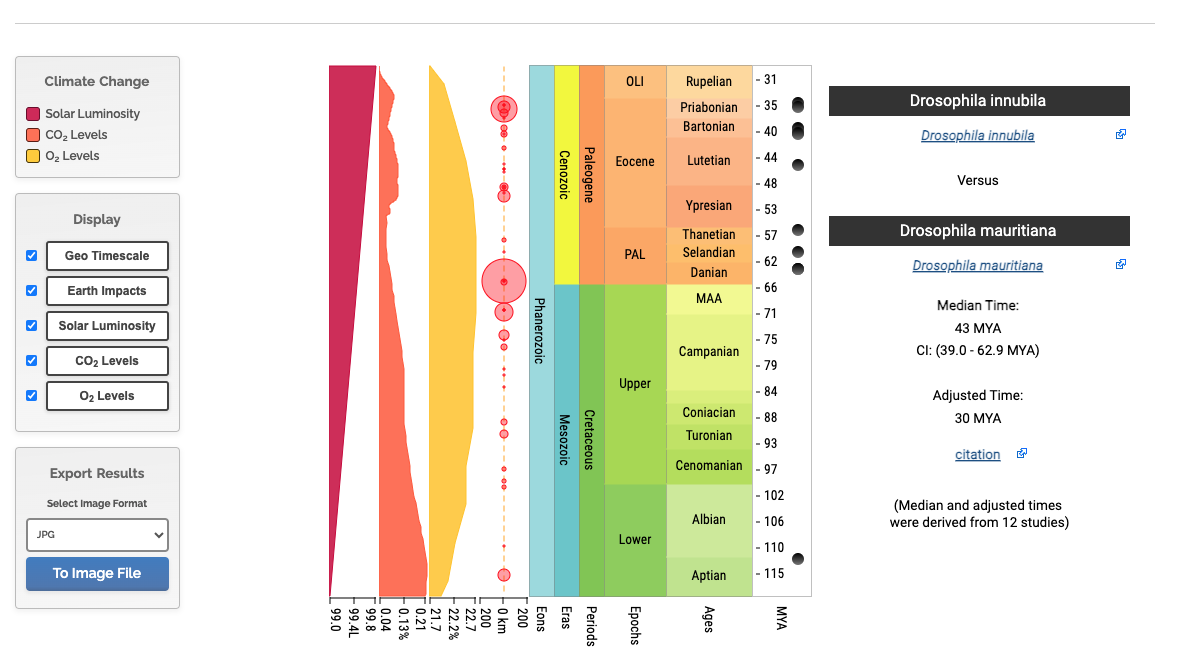 Climate Change
Solar Luminosity
CO₂ Levels
O₂ Levels
Display
Geo Timescale
Earth Impacts
Solar Luminosity
CO₂ Levels
O₂ Levels
Export Results
Select Image Format
JPG
To Image File
Phanerozoic
Cenozoic
Mesozoic
Paleogene
Cretaceous
OLI
Eocene
PAL
Upper
Lower
Rupelian
Priabonian
Bartonian
Lutetian
Ypresian
Thanetian
Selandian
Danian
MAA
Campanian
Coniacian
Turonian
Cenomanian
Albian
Aptian
- 31
- 35
- 40
- 44
- 48
- 53
- 57
- 62
- 66
- 71
- 75
- 79
- 84
- 88
- 93
- 97
- 102
- 106
- 110
- 115
99.0
99.4L
99.8
0.04
0.13%
0.21
21.7
22.2%
22.7
200
0 km
200
Eons
Eras
Periods
Epochs
Ages
MYA
Drosophila innubila
Drosophila innubila
Versus
Drosophila mauritiana
Drosophila mauritiana
Median Time:
43 MYA
CI: (39.0 - 62.9 MYA)
Adjusted Time:
30 MYA
citation
(Median and adjusted times
were derived from 12 studies)